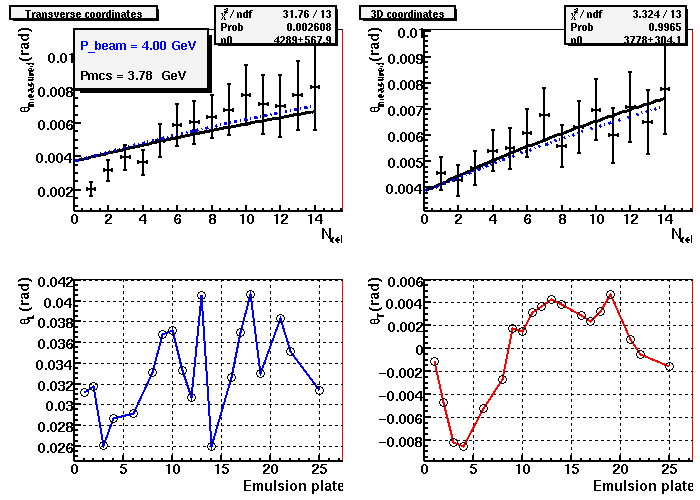 Transverse coordinates
χ² / ndf 31.76 / 13
Prob 0.002608
p0 4289±567.9
P_beam = 4.00 GeV
Pmcs = 3.78 GeV
θmeasured(rad)
0.01
0.008
0.006
0.004
0.002
0 2 4 6 8 10 12 14
Ncel
3D coordinates
χ² / ndf 3.324 / 13
Prob 0.9965
p0 3778±304.1
θmeasured(rad)
0.01
0.009
0.008
0.007
0.006
0.005
0.004
0 2 4 6 8 10 12 14
Ncel
θL(rad)
0.042
0.04
0.038
0.036
0.034
0.032
0.03
0.028
0.026
0 5 10 15 20 25
Emulsion plate
θT(rad)
0.006
0.004
0.002
0
−0.002
−0.004
−0.006
−0.008
0 5 10 15 20 25
Emulsion plate